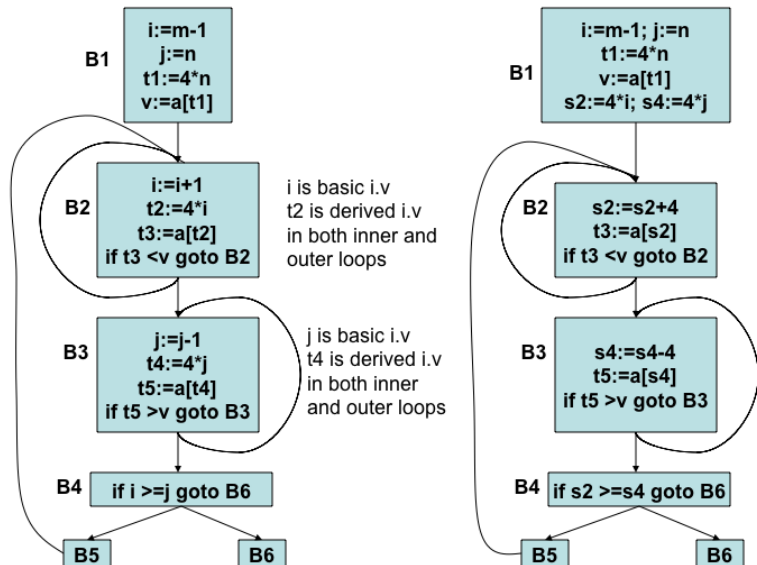 B1
i:=m-1
j:=n
t1:=4*n
v:=a[t1]
B2
i:=i+1
t2:=4*i
t3:=a[t2]
if t3 <v goto B2
i is basic i.v
t2 is derived i.v
in both inner and
outer loops
B3
j:=j-1
t4:=4*j
t5:=a[t4]
if t5 >v goto B3
j is basic i.v
t4 is derived i.v
in both inner
and outer loops
B4
if i >=j goto B6
B5
B6
B1
i:=m-1; j:=n
t1:=4*n
v:=a[t1]
s2:=4*i; s4:=4*j
B2
s2:=s2+4
t3:=a[s2]
if t3 <v goto B2
B3
s4:=s4-4
t5:=a[s4]
if t5 >v goto B3
B4
if s2 >=s4 goto B6
B5
B6